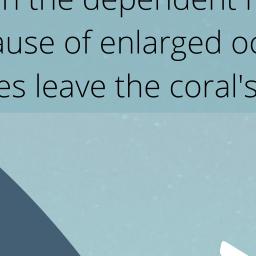 the dependent
ause of enlarged oc
es leave the coral's